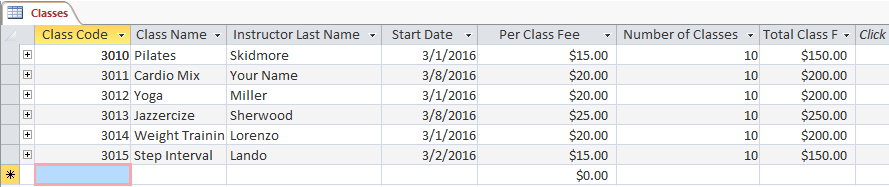 Classes
Class Code Class Name Instructor Last Name Start Date Per Class Fee Number of Classes Total Class F Click
3010 Pilates Skidmore 3/1/2016 $15.00 10 $150.00
3011 Cardio Mix Your Name 3/8/2016 $20.00 10 $200.00
3012 Yoga Miller 3/1/2016 $20.00 10 $200.00
3013 Jazzercize Sherwood 3/8/2016 $25.00 10 $250.00
3014 Weight Trainin Lorenzo 3/1/2016 $20.00 10 $200.00
3015 Step Interval Lando 3/2/2016 $15.00 10 $150.00
$0.00